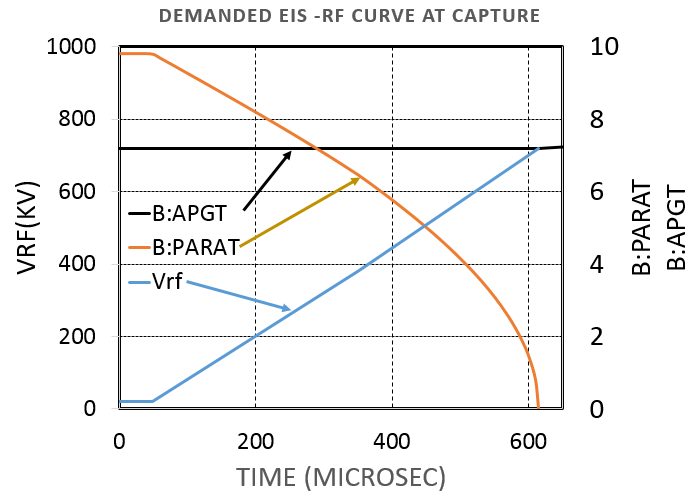 DEMANDED EIS -RF CURVE AT CAPTURE
1000
800
600
400
200
0
VRF(KV)
B:APGT
B:PARAT
Vrf
10
8
6
4
2
0
B:PARAT
B:APGT
0
200
400
600
TIME (MICROSEC)